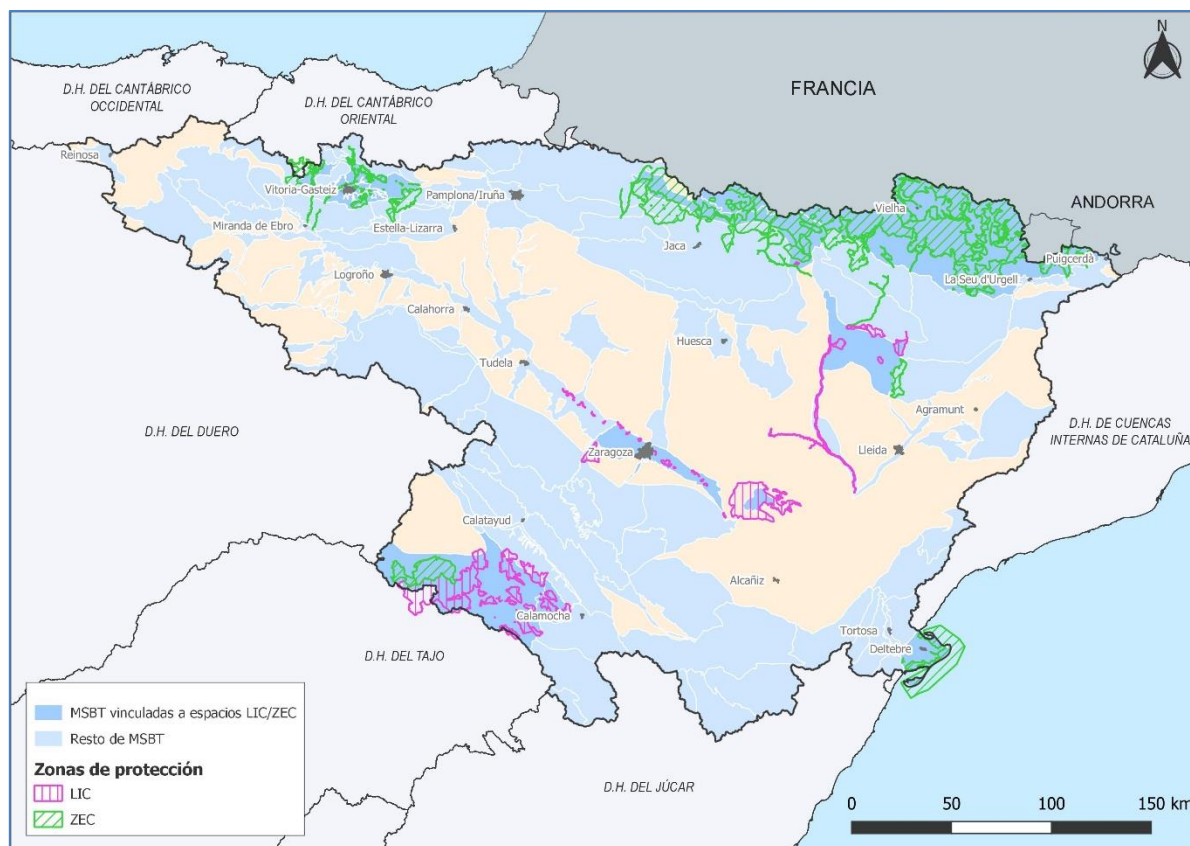 N
FRANCIA
D.H. DEL CANTÁBRICO
OCCIDENTAL
D.H. DEL CANTÁBRICO
ORIENTAL
Reinosa
Vitoria-Gasteiz
Pamplona/Iruña
Vielha
ANDORRA
Miranda de Ebro
Estella-Lizarra
Jaca
Puigcerdà
La Seu d'Urgell
Logroño
Calahorra
Huesca
Tudela
Agramunt
D.H. DEL DUERO
D.H. DE CUENCAS
INTERNAS DE CATALUÑA
Zaragoza
Lleida
Calatayud
Alcañiz
Calamocha
Tortosa
Deltebre
D.H. DEL TAJO
D.H. DEL JÚCAR
MSBT vinculadas a espacios LIC/ZEC
Resto de MSBT
Zonas de protección
LIC
ZEC
0 50 100 150 km